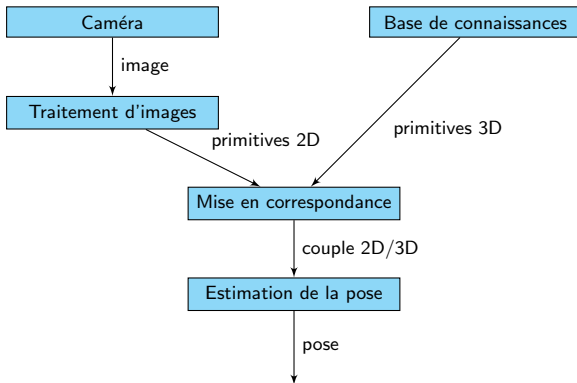 Caméra
Base de connaissances
image
Traitement d'images
primitives 2D
primitives 3D
Mise en correspondance
couple 2D/3D
Estimation de la pose
pose